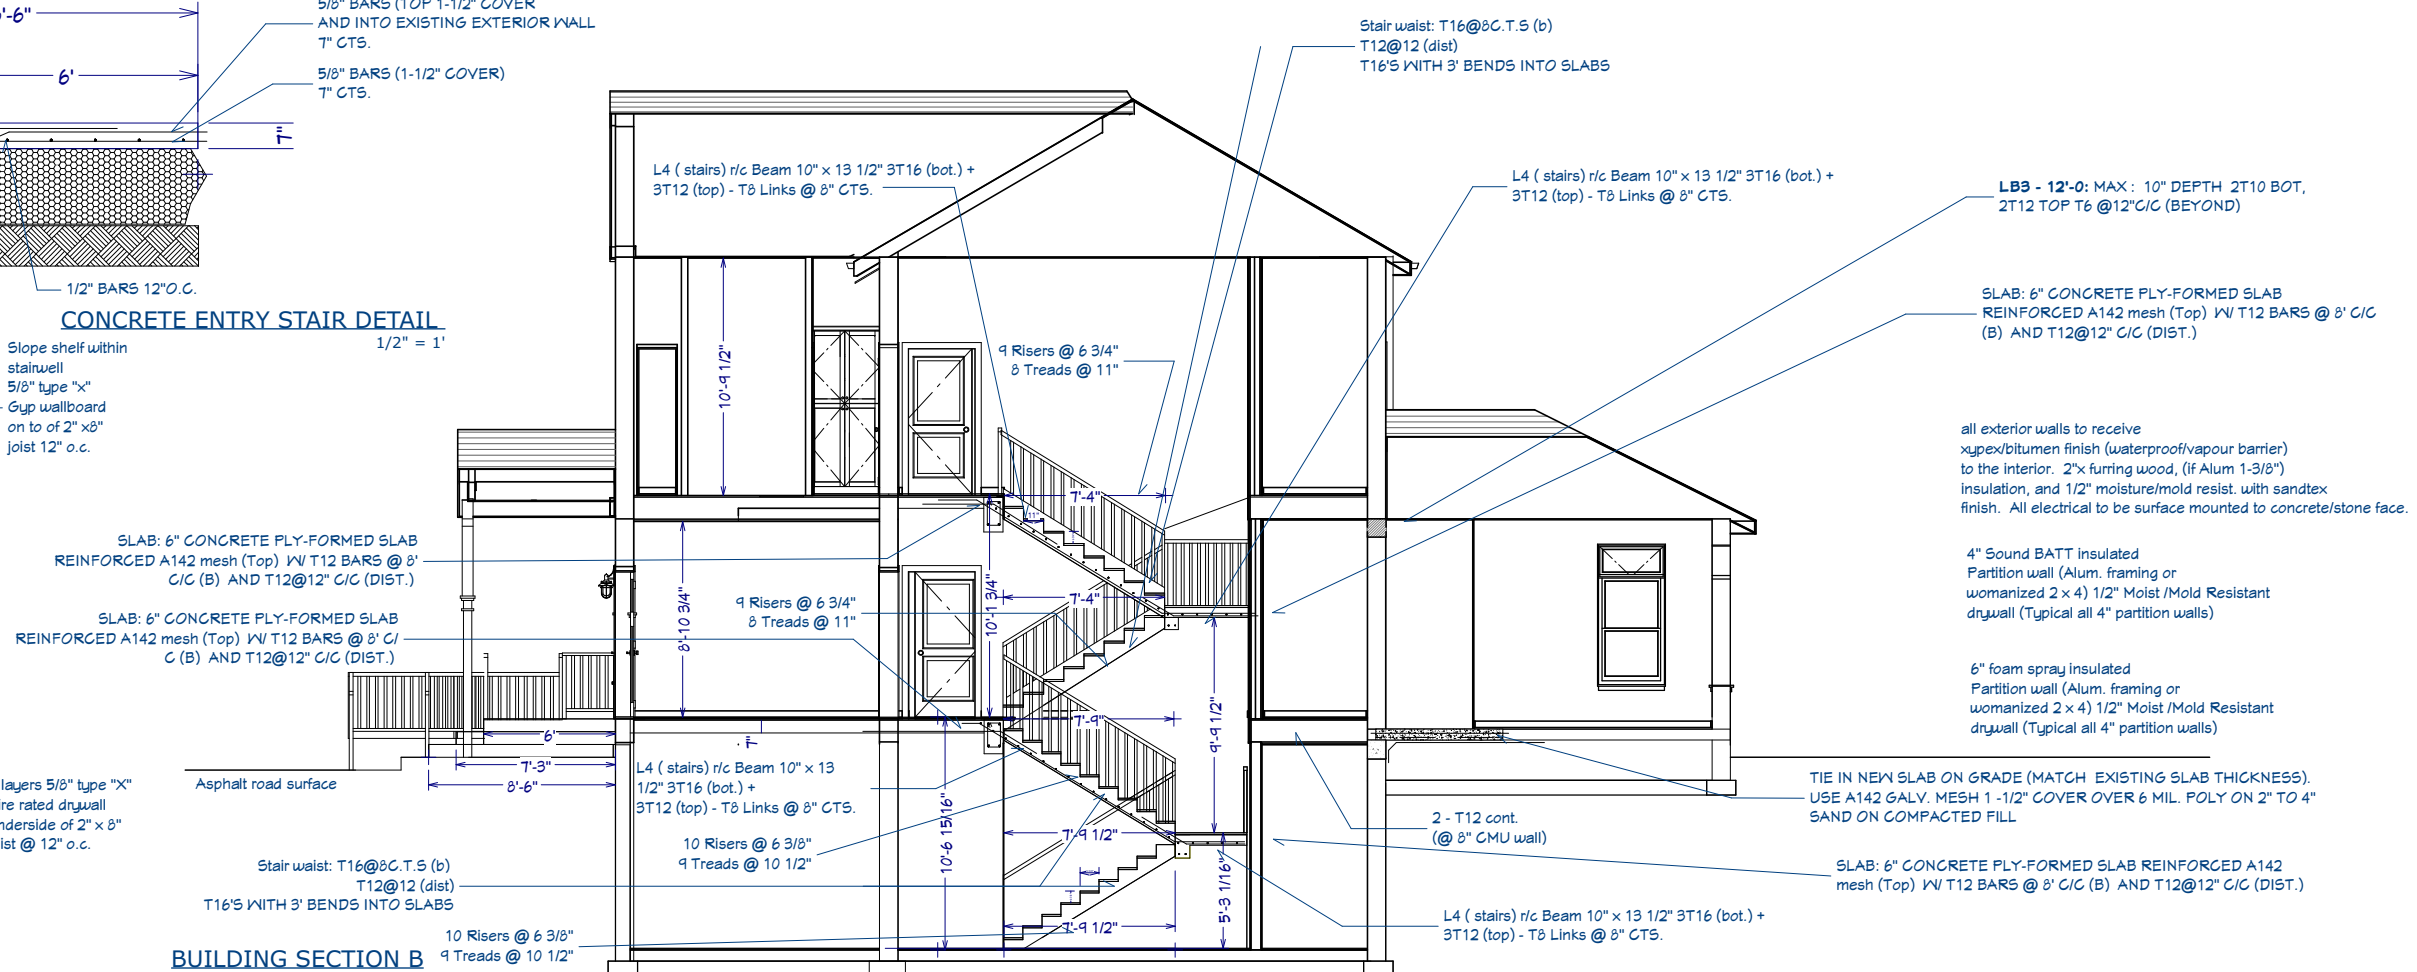 5/8" BARS (TOP 1-1/2" COVER
AND INTO EXISTING EXTERIOR WALL
7" CTS.
'-6"
6'
5/8" BARS (1-1/2" COVER)
7" CTS.
7"
1/2" BARS 12"O.C.
CONCRETE ENTRY STAIR DETAIL
1/2" = 1'
Slope shelf within
stairwell
5/8" type "x"
Gyp wallboard
on to of 2" x8"
joist 12" o.c.
Stair waist: T16@8C.T.S (b)
T12@12 (dist)
T16'S WITH 3' BENDS INTO SLABS
L4 ( stairs) r/c Beam 10" x 13 1/2" 3T16 (bot.) +
3T12 (top) - T8 Links @ 8" CTS.
L4 ( stairs) r/c Beam 10" x 13 1/2" 3T16 (bot.) +
3T12 (top) - T8 Links @ 8" CTS.
LB3 - 12'-0: MAX : 10" DEPTH 2T10 BOT,
2T12 TOP T6 @12"C/C (BEYOND)
SLAB: 6" CONCRETE PLY-FORMED SLAB
REINFORCED A142 mesh (Top) W/ T12 BARS @ 8' C/C
(B) AND T12@12" C/C (DIST.)
10'-9 1/2"
9 Risers @ 6 3/4"
8 Treads @ 11"
all exterior walls to receive
xypex/bitumen finish (waterproof/vapour barrier)
to the interior. 2"x furring wood, (if Alum 1-3/8")
insulation, and 1/2" moisture/mold resist. with sandtex
finish. All electrical to be surface mounted to concrete/stone face.
7'-4"
11"
SLAB: 6" CONCRETE PLY-FORMED SLAB
REINFORCED A142 mesh (Top) W/ T12 BARS @ 8'
C/C (B) AND T12@12" C/C (DIST.)
4" Sound BATT insulated
Partition wall (Alum. framing or
womanized 2 x 4) 1/2" Moist /Mold Resistant
drywall (Typical all 4" partition walls)
SLAB: 6" CONCRETE PLY-FORMED SLAB
REINFORCED A142 mesh (Top) W/ T12 BARS @ 8' C/
C (B) AND T12@12" C/C (DIST.)
8'-10 3/4"
9 Risers @ 6 3/4"
8 Treads @ 11"
10'-1 3/4"
7'-4"
6" foam spray insulated
Partition wall (Alum. framing or
womanized 2 x 4) 1/2" Moist /Mold Resistant
drywall (Typical all 4" partition walls)
7'-9"
9'-9 1/2"
6'
7"
7'-3"
8'-6"
Asphalt road surface
layers 5/8" type "X"
ire rated drywall
nderside of 2" x 8"
ist @ 12" o.c.
L4 ( stairs) r/c Beam 10" x 13
1/2" 3T16 (bot.) +
3T12 (top) - T8 Links @ 8" CTS.
TIE IN NEW SLAB ON GRADE (MATCH EXISTING SLAB THICKNESS).
USE A142 GALV. MESH 1 -1/2" COVER OVER 6 MIL. POLY ON 2" TO 4"
SAND ON COMPACTED FILL
10'-6 15/16"
7'-9 1/2"
2 - T12 cont.
(@ 8" CMU wall)
10 Risers @ 6 3/8"
9 Treads @ 10 1/2"
Stair waist: T16@8C.T.S (b)
T12@12 (dist)
T16'S WITH 3' BENDS INTO SLABS
SLAB: 6" CONCRETE PLY-FORMED SLAB REINFORCED A142
mesh (Top) W/ T12 BARS @ 8' C/C (B) AND T12@12" C/C (DIST.)
5'-3 1/16"
7'-9 1/2"
L4 ( stairs) r/c Beam 10" x 13 1/2" 3T16 (bot.) +
3T12 (top) - T8 Links @ 8" CTS.
10 Risers @ 6 3/8"
9 Treads @ 10 1/2"
BUILDING SECTION B